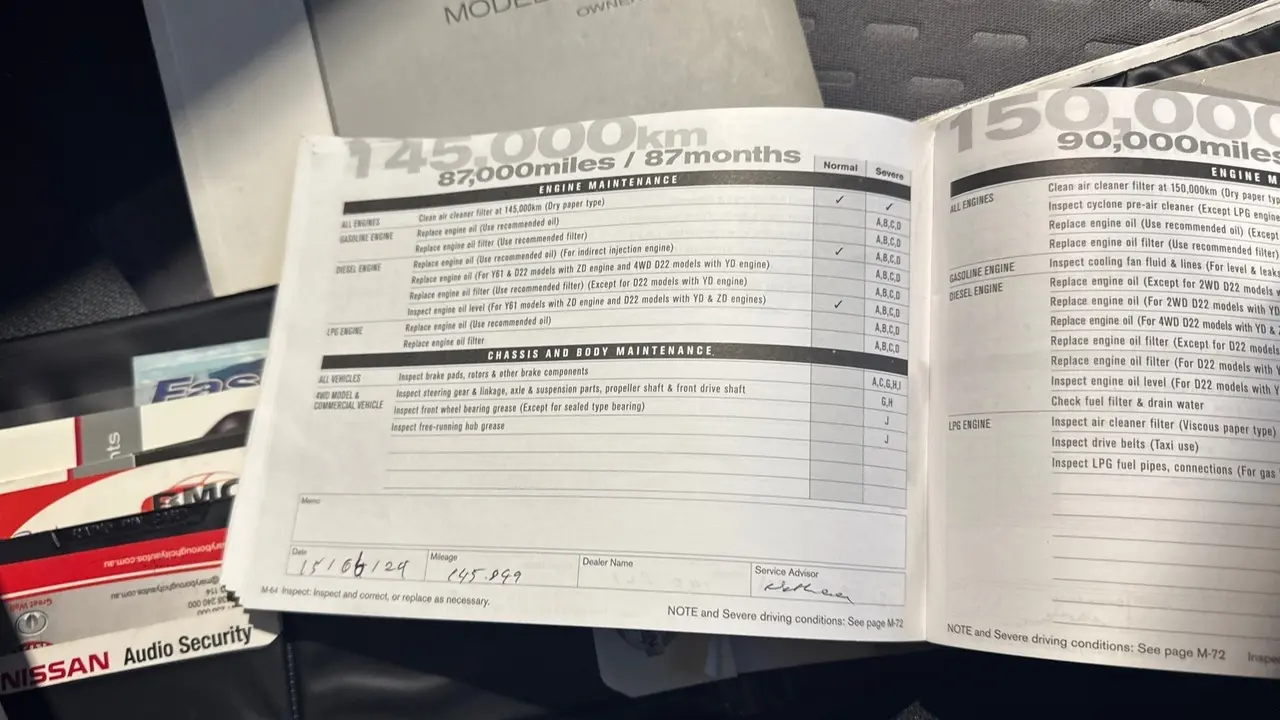 MODEL
OWNER
145,000km
87,000miles / 87months
Normal Severe
ENGINE MAINTENANCE
ALL ENGINES Clean air cleaner filter at 145,000km (Dry paper type) ✓ ✓
GASOLINE ENGINE Replace engine oil (Use recommended oil) A,B,C,D
Replace engine oil filter (Use recommended filter) A,B,C,D
DIESEL ENGINE Replace engine oil (Use recommended oil) (For indirect injection engine) ✓ A,B,C,D
Replace engine oil (For Y61 & D22 models with ZD engine and 4WD D22 models with YD engine) A,B,C,D
Replace engine oil filter (Use recommended filter) (Except for D22 models with YD engine) A,B,C,D
Inspect engine oil level (For Y61 models with ZD engine and D22 models with YD & ZD engines) ✓ A,B,C,D
LPG ENGINE Replace engine oil (Use recommended oil) A,B,C,D
Replace engine oil filter A,B,C,D
CHASSIS AND BODY MAINTENANCE
ALL VEHICLES Inspect brake pads, rotors & other brake components A,C,G,H,I
4WD MODEL & COMMERCIAL VEHICLE Inspect steering gear & linkage, axle & suspension parts, propeller shaft & front drive shaft G,H
Inspect front wheel bearing grease (Except for sealed type bearing) J
Inspect free-running hub grease J
Memo
Date 15/06/24 Mileage 145.849 Dealer Name Service Advisor
M-64 Inspect: Inspect and correct, or replace as necessary.
NOTE and Severe driving conditions: See page M-72
150,000
90,000miles
ENGINE M
ALL ENGINES Clean air cleaner filter at 150,000km (Dry paper typ
Inspect cyclone pre-air cleaner (Except LPG engine
Replace engine oil (Use recommended oil) (Except
Replace engine oil filter (Use recommended filter)
GASOLINE ENGINE Inspect cooling fan fluid & lines (For level & leaks
DIESEL ENGINE Replace engine oil (Except for 2WD D22 models w
Replace engine oil (For 2WD D22 models with YD
Replace engine oil (For 4WD D22 models with YD &
Replace engine oil filter (Except for D22 models
Replace engine oil filter (For D22 models with
Inspect engine oil level (For D22 models with Y
Check fuel filter & drain water
LPG ENGINE Inspect air cleaner filter (Viscous paper type)
Inspect drive belts (Taxi use)
Inspect LPG fuel pipes, connections (For gas
NOTE and Severe driving conditions: See page M-72
Inspe
Eas
nts
BMC
maryboroughcityautos.com.au
Great Wall
NISSAN Audio Security